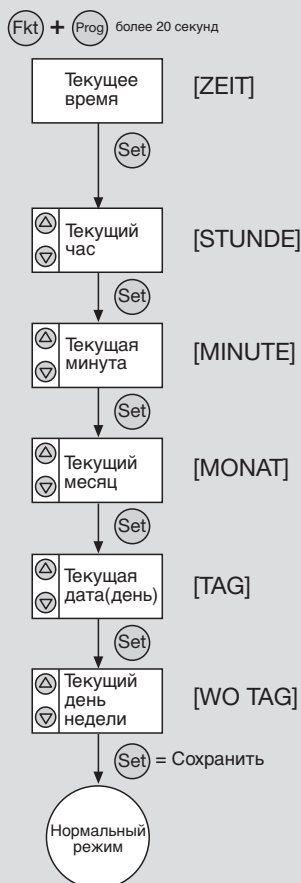 Fkt + Prog более 20 секунд
Текущее
время
[ZEIT]
Set
Текущий
час
[STUNDE]
Set
Текущая
минута
[MINUTE]
Set
Текущий
месяц
[MONAT]
Set
Текущая
дата(день)
[TAG]
Set
Текущий
день
недели
[WO TAG]
Set = Сохранить
Нормальный
режим